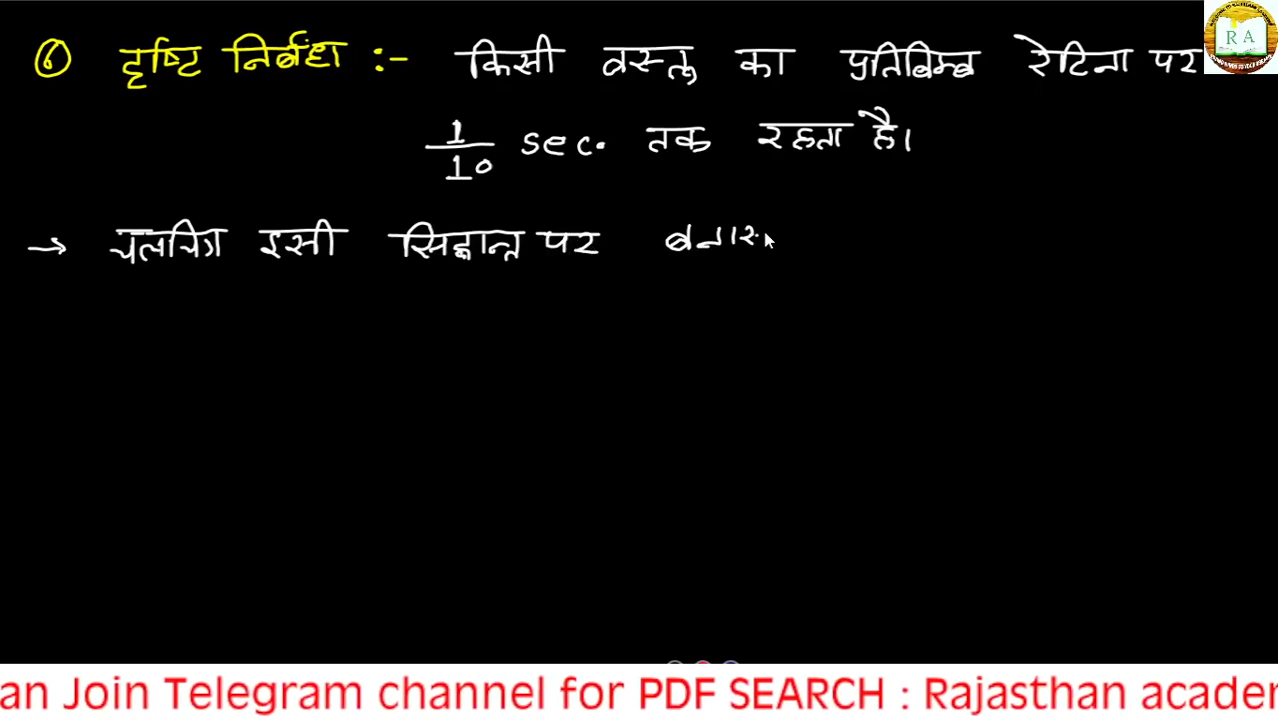 ⑥ दृष्टि निर्बंध :- किसी वस्तु का प्रतिबिम्ब रेटिना पर
1/10 sec. तक रहता है।
→ चलचित्र इसी सिद्धान्त पर
RA
an Join Telegram channel for PDF SEARCH : Rajasthan acader